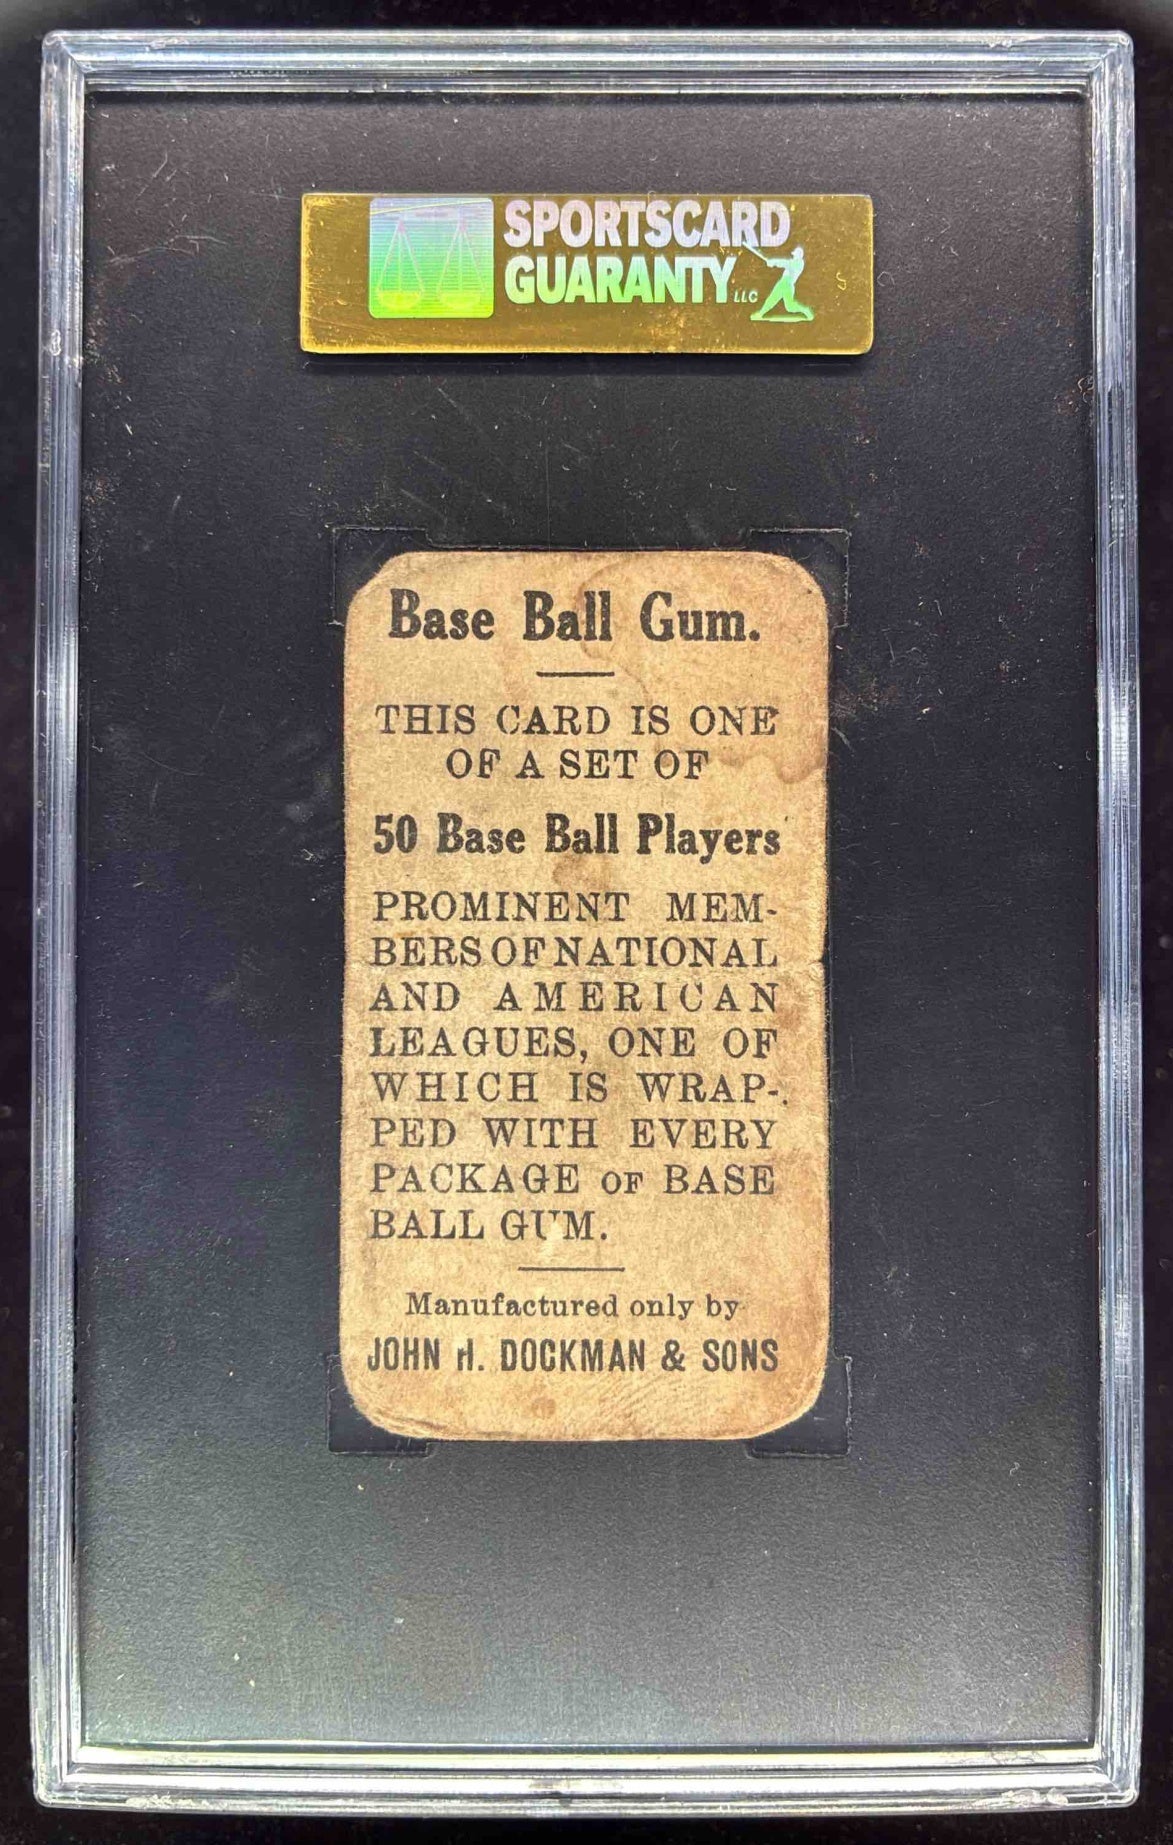 SPORTSCARD
GUARANTY LLC
Base Ball Gum.
THIS CARD IS ONE
OF A SET OF
50 Base Ball Players
PROMINENT MEM-
BERS OF NATIONAL
AND AMERICAN
LEAGUES, ONE OF
WHICH IS WRAP-
PED WITH EVERY
PACKAGE OF BASE
BALL GUM.
Manufactured only by
JOHN H. DOCKMAN & SONS